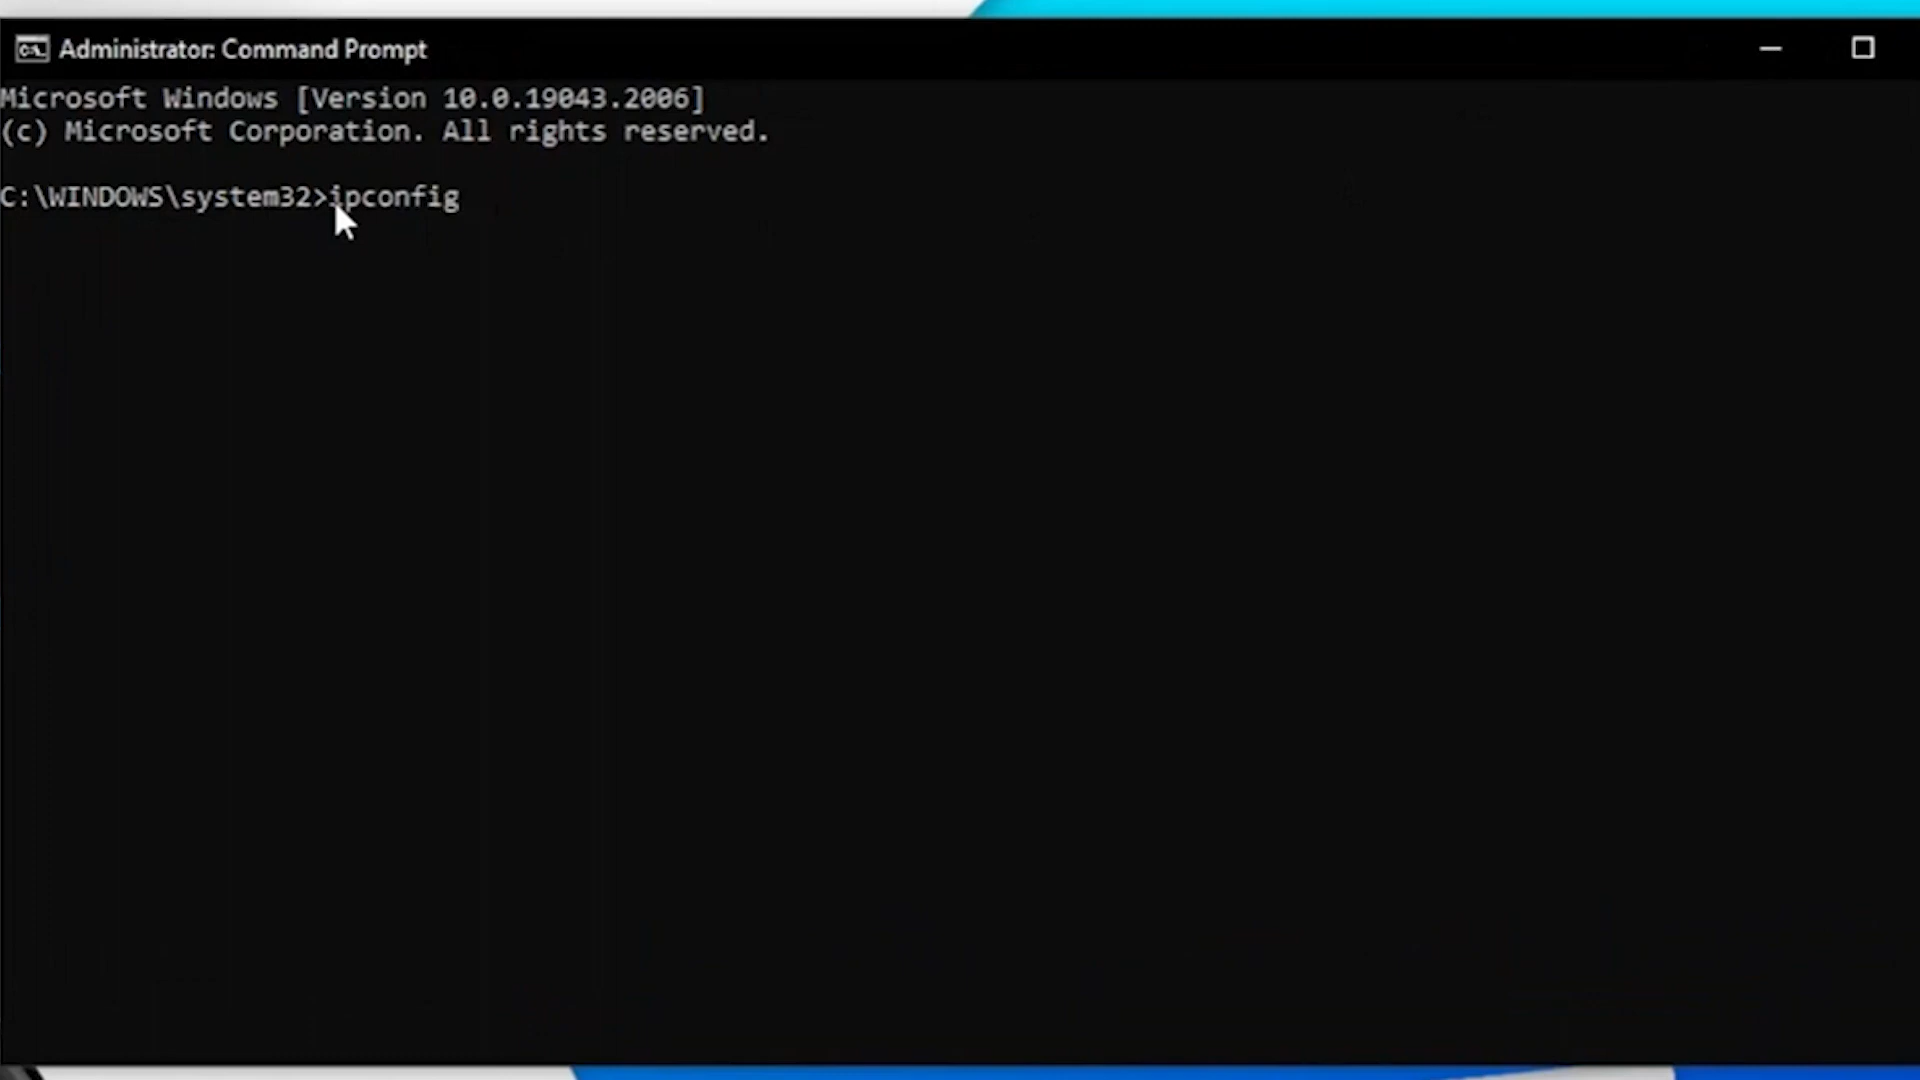 Administrator: Command Prompt
Microsoft Windows [Version 10.0.19043.2006]
(c) Microsoft Corporation. All rights reserved.
C:\WINDOWS\system32>ipconfig